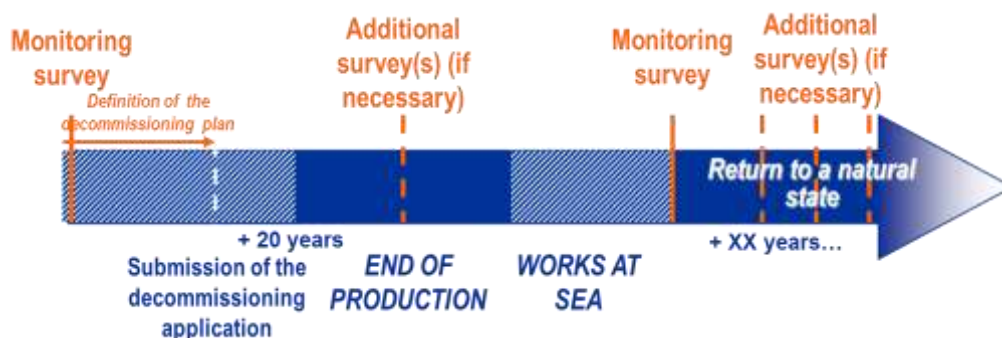 Monitoring
survey
Definition of the
decommissioning plan
Additional
survey(s) (if
necessary)
Monitoring
survey
Additional
survey(s) (if
necessary)
Return to a natural
state
+ 20 years
+ XX years…
Submission of the
decommissioning
application
END OF
PRODUCTION
WORKS AT
SEA